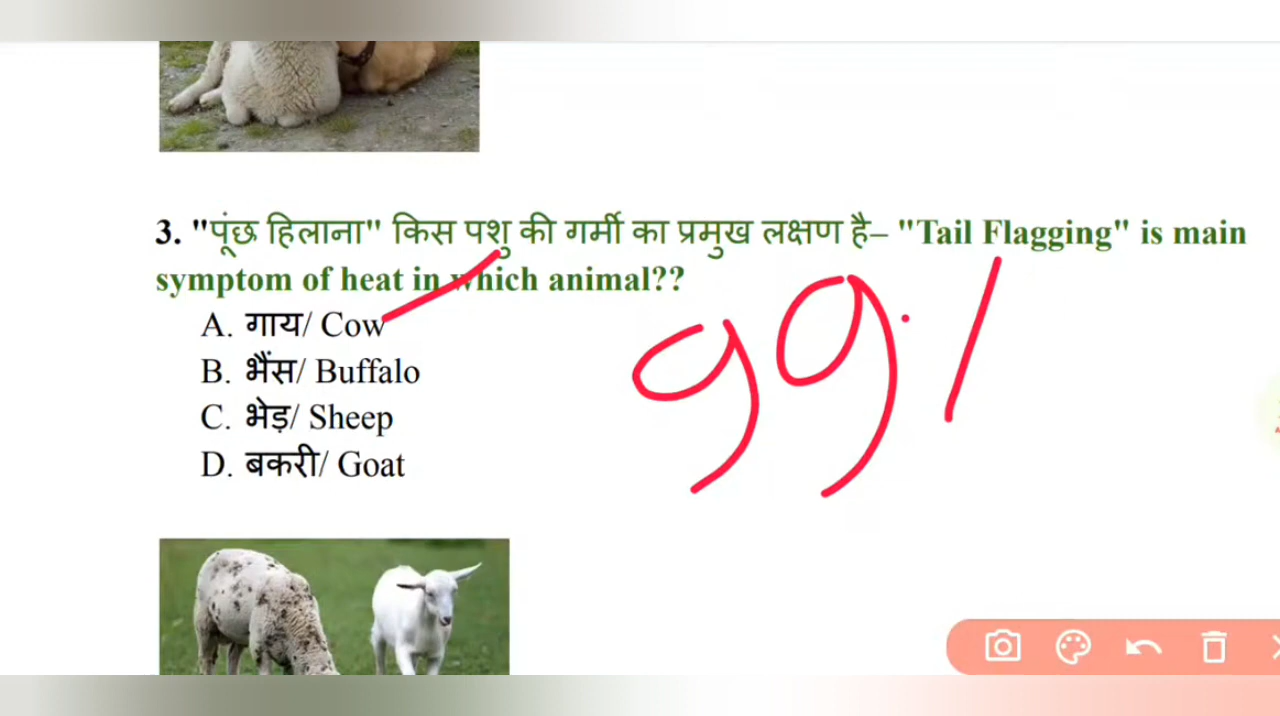 3. "पूंछ हिलाना" किस पशु की गर्मी का प्रमुख लक्षण है– "Tail Flagging" is main
symptom of heat in which animal??
A. गाय/ Cow
B. भैंस/ Buffalo
C. भेड़/ Sheep
D. बकरी/ Goat
99./